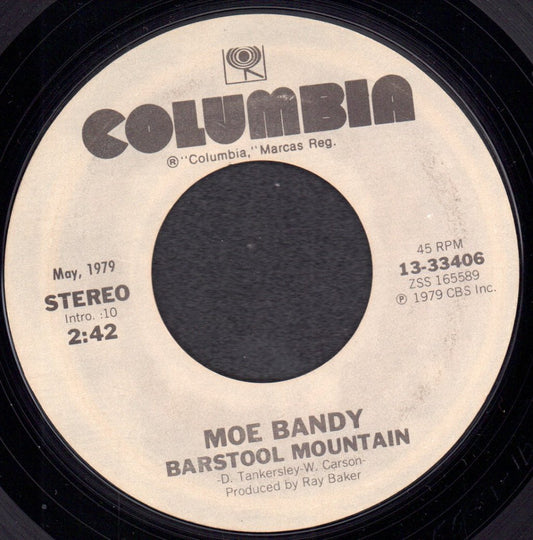 COLUMBIA
® "Columbia," Marcas Reg.
May, 1979
STEREO
Intro. :10
2:42
45 RPM
13-33406
ZSS 165589
℗ 1979 CBS Inc.
MOE BANDY
BARSTOOL MOUNTAIN
-D. Tankersley-W. Carson-
Produced by Ray Baker